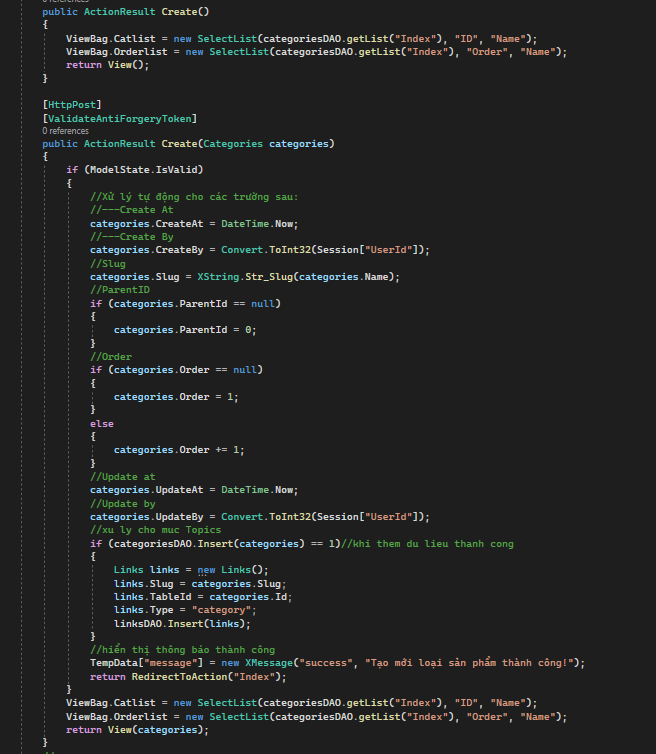 0 references
public ActionResult Create()
{
ViewBag.Catlist = new SelectList(categoriesDAO.getList("Index"), "ID", "Name");
ViewBag.Orderlist = new SelectList(categoriesDAO.getList("Index"), "Order", "Name");
return View();
}
[HttpPost]
[ValidateAntiForgeryToken]
0 references
public ActionResult Create(Categories categories)
{
if (ModelState.IsValid)
{
//Xử lý tự động cho các trường sau:
//---Create At
categories.CreateAt = DateTime.Now;
//---Create By
categories.CreateBy = Convert.ToInt32(Session["UserId"]);
//Slug
categories.Slug = XString.Str_Slug(categories.Name);
//ParentID
if (categories.ParentId == null)
{
categories.ParentId = 0;
}
//Order
if (categories.Order == null)
{
categories.Order = 1;
}
else
{
categories.Order += 1;
}
//Update at
categories.UpdateAt = DateTime.Now;
//Update by
categories.UpdateBy = Convert.ToInt32(Session["UserId"]);
//xu ly cho muc Topics
if (categoriesDAO.Insert(categories) == 1)//khi them du lieu thanh cong
{
Links links = new Links();
links.Slug = categories.Slug;
links.TableId = categories.Id;
links.Type = "category";
linksDAO.Insert(links);
}
//hiển thị thông báo thành công
TempData["message"] = new XMessage("success", "Tạo mới loại sản phẩm thành công!");
return RedirectToAction("Index");
}
ViewBag.Catlist = new SelectList(categoriesDAO.getList("Index"), "ID", "Name");
ViewBag.Orderlist = new SelectList(categoriesDAO.getList("Index"), "Order", "Name");
return View(categories);
}